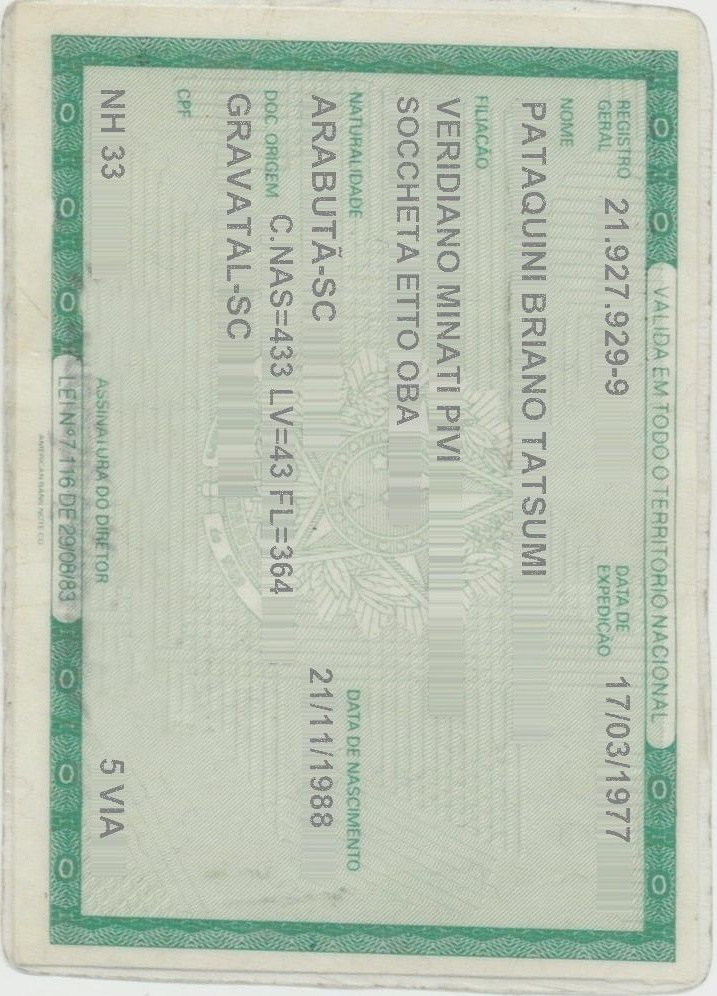 VÁLIDA EM TODO O TERRITÓRIO NACIONAL
REGISTRO GERAL 21.927.929-9 DATA DE EXPEDIÇÃO 17/03/1977
NOME
PATAQUINI BRIANO TATSUMI
FILIAÇÃO
VERIDIANO MINATI PIVI
SOCCHETA ETTO OBA
NATURALIDADE DATA DE NASCIMENTO
ARABUTÃ-SC 21/11/1988
DOC. ORIGEM C.NAS=433 LV=43 FL=364
GRAVATAL-SC
CPF
NH 33 5 VIA
ASSINATURA DO DIRETOR
LEI Nº 7.116 DE 29/08/83
AMERICAN BANK NOTE CO.